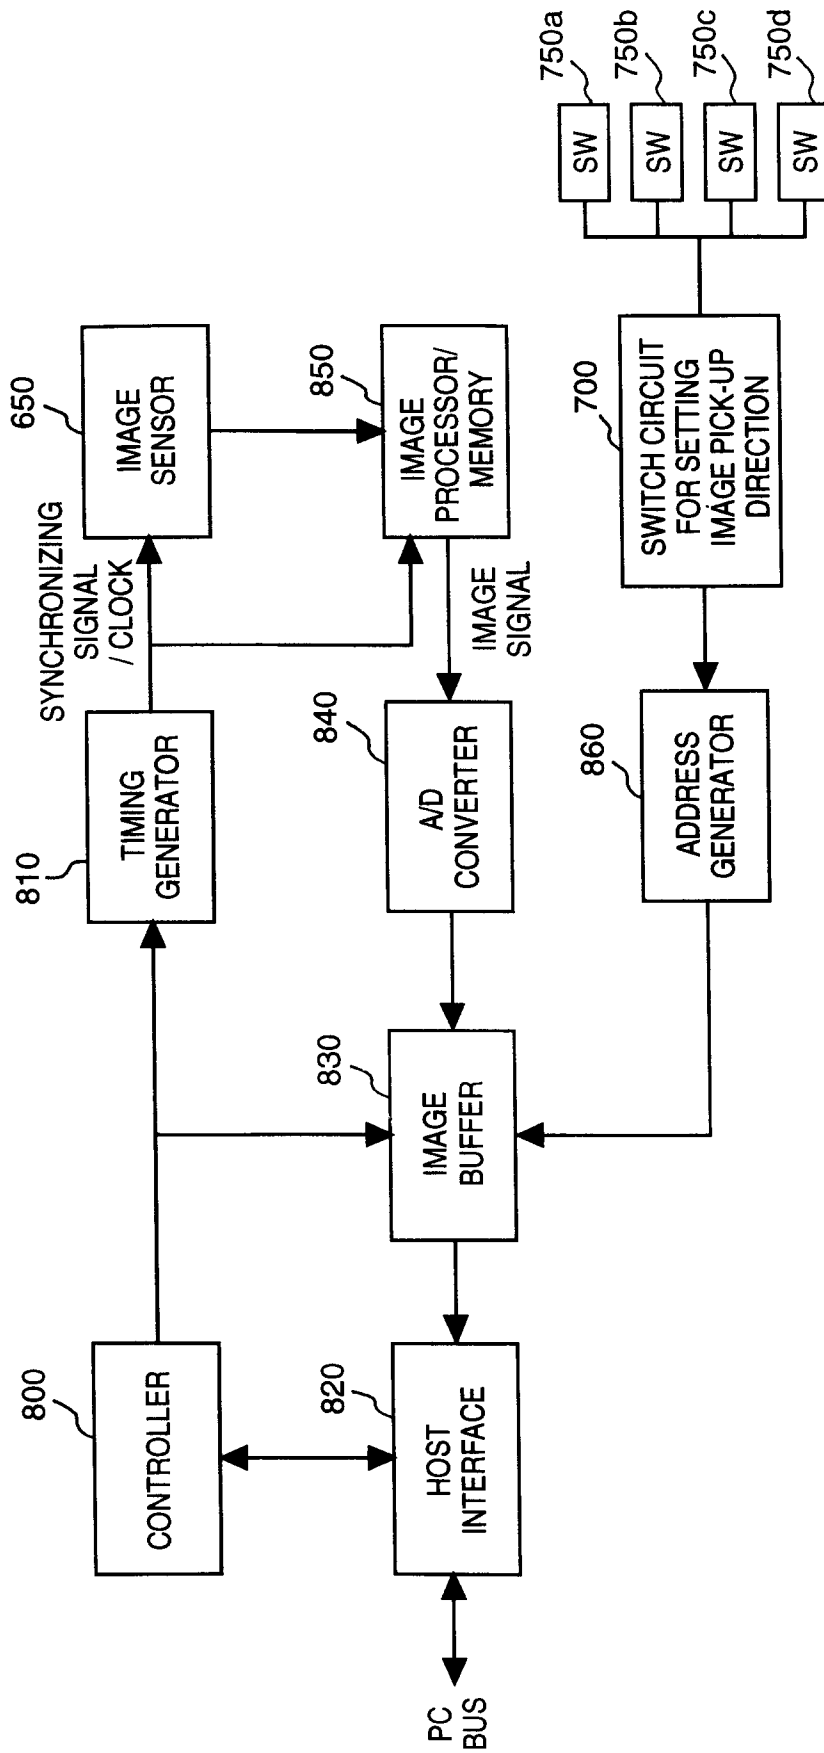 800
CONTROLLER
810
TIMING
GENERATOR
SYNCHRONIZING
SIGNAL
/ CLOCK
650
IMAGE
SENSOR
PC
BUS
820
HOST
INTERFACE
830
IMAGE
BUFFER
840
A/D
CONVERTER
IMAGE
SIGNAL
850
IMAGE
PROCESSOR/
MEMORY
860
ADDRESS
GENERATOR
700
SWITCH CIRCUIT
FOR SETTING
IMAGE PICK-UP
DIRECTION
750a
SW
750b
SW
750c
SW
750d
SW